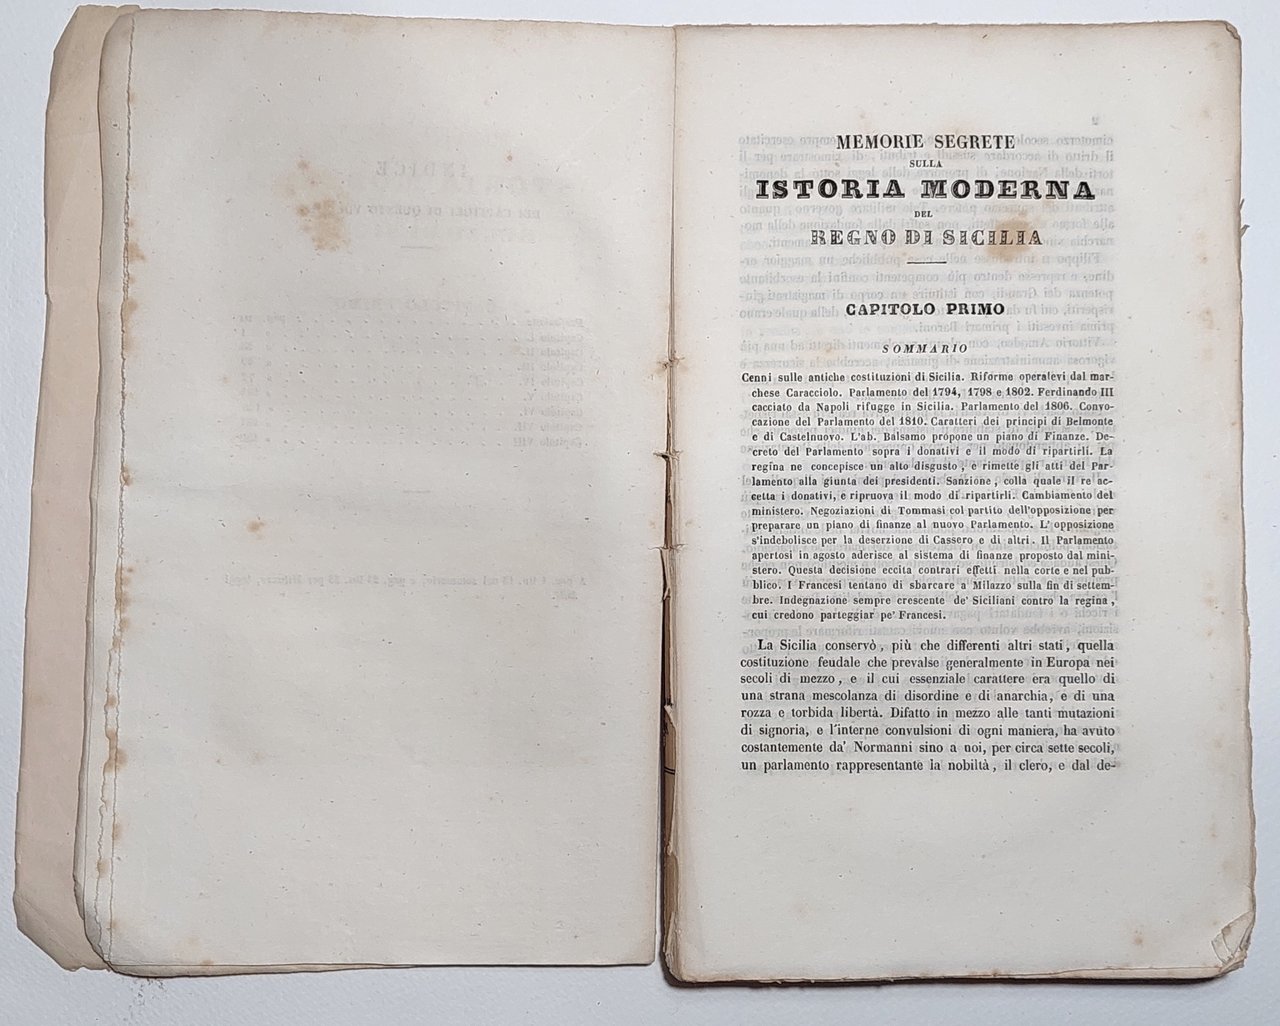 MEMORIE SEGRETE
SULLA
ISTORIA MODERNA
DEL
REGNO DI SICILIA
CAPITOLO PRIMO
SOMMARIO
Cenni sulle antiche costituzioni di Sicilia. Riforme operatevi dal mar-
chese Caracciolo. Parlamento del 1794, 1798 e 1802. Ferdinando III
cacciato da Napoli rifugge in Sicilia. Parlamento del 1806. Convo-
cazione del Parlamento del 1810. Caratteri dei principi di Belmonte
e di Castelnuovo. L'ab. Balsamo propone un piano di Finanze. De-
creto del Parlamento sopra i donativi e il modo di ripartirli. La
regina ne concepisce un alto disgusto, e rimette gli atti del Par-
lamento alla giunta dei presidenti. Sanzione, colla quale il re ac-
cetta i donativi, e ripruova il modo di ripartirli. Cambiamento del
ministero. Negoziazioni di Tommasi col partito dell'opposizione per
preparare un piano di finanze al nuovo Parlamento. L'opposizione
s'indebolisce per la deserzione di Cassero e di altri. Il Parlamento
apertosi in agosto aderisce al sistema di finanze proposto dal mini-
stero. Questa decisione eccita contrari effetti nella corte e nel pub-
blico. I Francesi tentano di sbarcare a Milazzo sulla fin di settem-
bre. Indegnazione sempre crescente de' Siciliani contro la regina,
cui credono parteggiar pe' Francesi.
La Sicilia conservò, più che differenti altri stati, quella
costituzione feudale che prevalse generalmente in Europa nei
secoli di mezzo, e il cui essenziale carattere era quello di
una strana mescolanza di disordine e di anarchia, e di una
rozza e torbida libertà. Difatto in mezzo alle tanti mutazioni
di signoria, e l'interne convulsioni di ogni maniera, ha avuto
costantemente da' Normanni sino a noi, per circa sette secoli,
un parlamento rappresentante la nobiltà, il clero, e dal de-